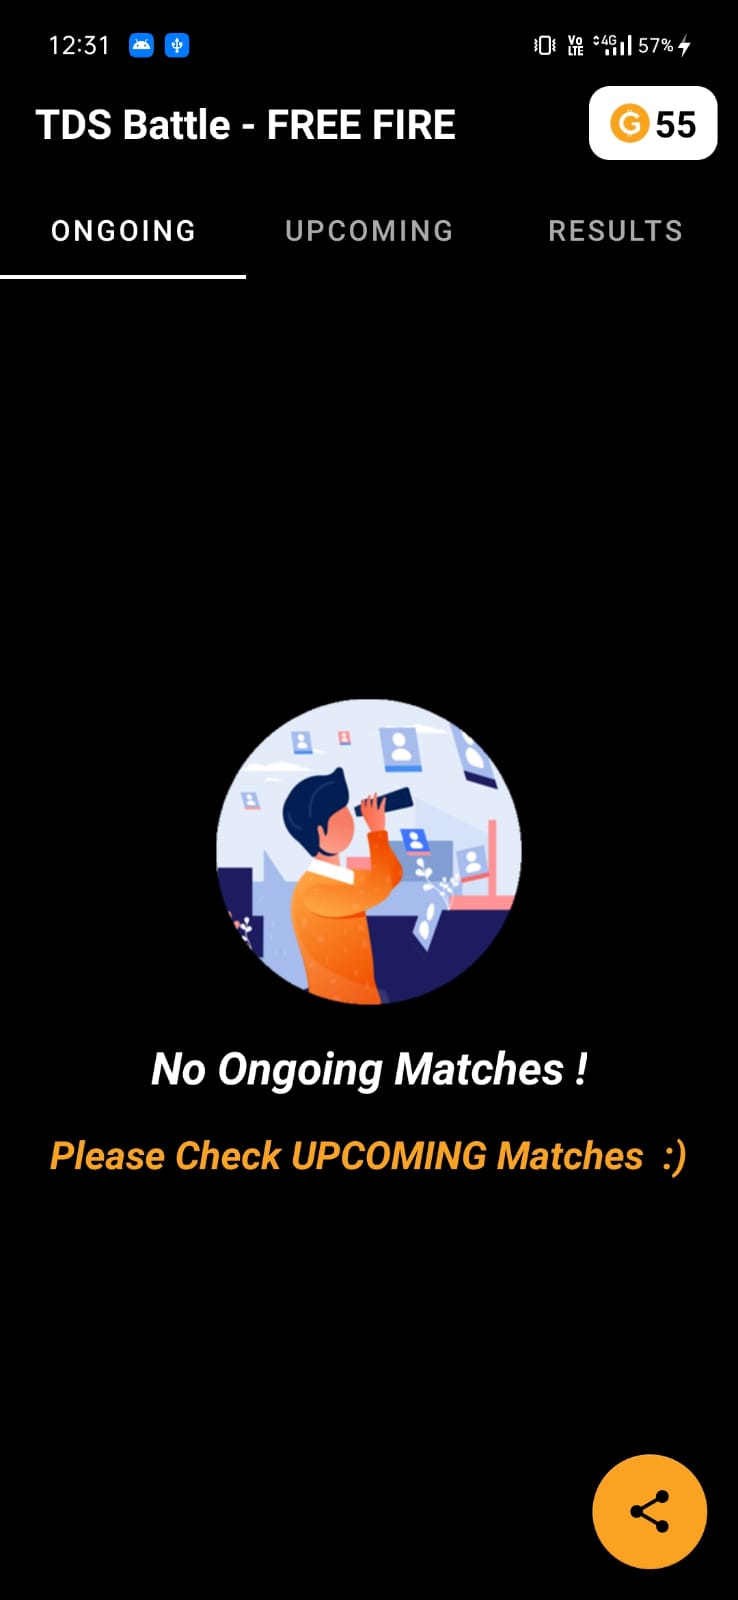 12:31 Vo LTE 4G 57%
TDS Battle - FREE FIRE G 55
ONGOING UPCOMING RESULTS
No Ongoing Matches !
Please Check UPCOMING Matches :)